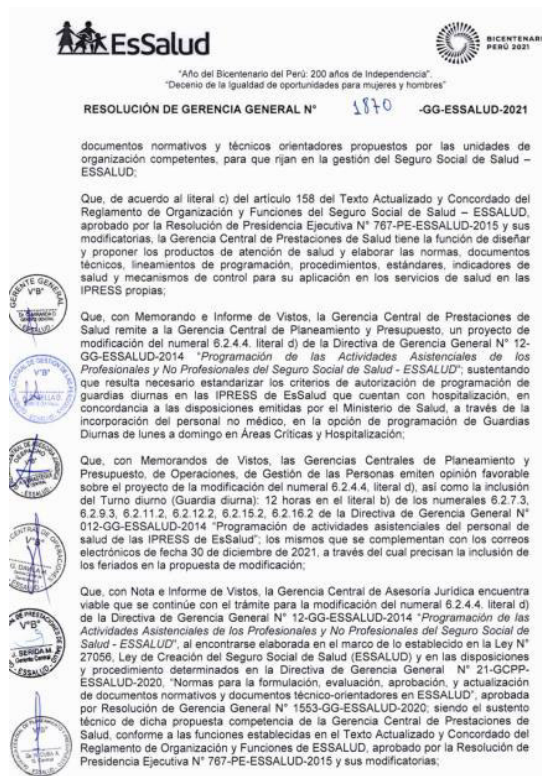 EsSalud
BICENTENARIO
PERÚ 2021
"Año del Bicentenario del Perú: 200 años de Independencia".
"Decenio de la Igualdad de oportunidades para mujeres y hombres"
RESOLUCIÓN DE GERENCIA GENERAL N° 1870 -GG-ESSALUD-2021
documentos normativos y técnicos orientadores propuestos por las unidades de
organización competentes, para que rijan en la gestión del Seguro Social de Salud –
ESSALUD;
Que, de acuerdo al literal c) del artículo 158 del Texto Actualizado y Concordado del
Reglamento de Organización y Funciones del Seguro Social de Salud – ESSALUD,
aprobado por la Resolución de Presidencia Ejecutiva N° 767-PE-ESSALUD-2015 y sus
modificatorias, la Gerencia Central de Prestaciones de Salud tiene la función de diseñar
y proponer los productos de atención de salud y elaborar las normas, documentos
técnicos, lineamientos de programación, procedimientos, estándares, indicadores de
salud y mecanismos de control para su aplicación en los servicios de salud en las
IPRESS propias;
Que, con Memorando e Informe de Vistos, la Gerencia Central de Prestaciones de
Salud remite a la Gerencia Central de Planeamiento y Presupuesto, un proyecto de
modificación del numeral 6.2.4.4. literal d) de la Directiva de Gerencia General N° 12-
GG-ESSALUD-2014 "Programación de las Actividades Asistenciales de los
Profesionales y No Profesionales del Seguro Social de Salud - ESSALUD"; sustentando
que resulta necesario estandarizar los criterios de autorización de programación de
guardias diurnas en las IPRESS de EsSalud que cuentan con hospitalización, en
concordancia a las disposiciones emitidas por el Ministerio de Salud, a través de la
incorporación del personal no médico, en la opción de programación de Guardias
Diurnas de lunes a domingo en Áreas Críticas y Hospitalización;
Que, con Memorandos de Vistos, las Gerencias Centrales de Planeamiento y
Presupuesto, de Operaciones, de Gestión de las Personas emiten opinión favorable
sobre el proyecto de la modificación del numeral 6.2.4.4, literal d), así como la inclusión
del Turno diurno (Guardia diurna): 12 horas en el literal b) de los numerales 6.2.7.3,
6.2.9.3, 6.2.11.2, 6.2.12.2, 6.2.15.2, 6.2.16.2 de la Directiva de Gerencia General N°
012-GG-ESSALUD-2014 "Programación de actividades asistenciales del personal de
salud de las IPRESS de EsSalud"; los mismos que se complementan con los correos
electrónicos de fecha 30 de diciembre de 2021, a través del cual precisan la inclusión de
los feriados en la propuesta de modificación;
Que, con Nota e Informe de Vistos, la Gerencia Central de Asesoría Jurídica encuentra
viable que se continúe con el trámite para la modificación del numeral 6.2.4.4. literal d)
de la Directiva de Gerencia General N° 12-GG-ESSALUD-2014 "Programación de las
Actividades Asistenciales de los Profesionales y No Profesionales del Seguro Social de
Salud - ESSALUD", al encontrarse elaborada en el marco de lo establecido en la Ley N°
27056, Ley de Creación del Seguro Social de Salud (ESSALUD) y en las disposiciones
y procedimiento determinados en la Directiva de Gerencia General N° 21-GCPP-
ESSALUD-2020, "Normas para la formulación, evaluación, aprobación, y actualización
de documentos normativos y documentos técnico-orientadores en ESSALUD", aprobada
por Resolución de Gerencia General N° 1553-GG-ESSALUD-2020; siendo el sustento
técnico de dicha propuesta competencia de la Gerencia Central de Prestaciones de
Salud, conforme a las funciones establecidas en el Texto Actualizado y Concordado del
Reglamento de Organización y Funciones de ESSALUD, aprobado por la Resolución de
Presidencia Ejecutiva N° 767-PE-ESSALUD-2015 y sus modificatorias;
GERENTE GENERAL
V°B°
ESSALUD
V°B°
ESSALUD
V°B°
J. SERIDA M.
Gerente Central
ESSALUD
V°B°